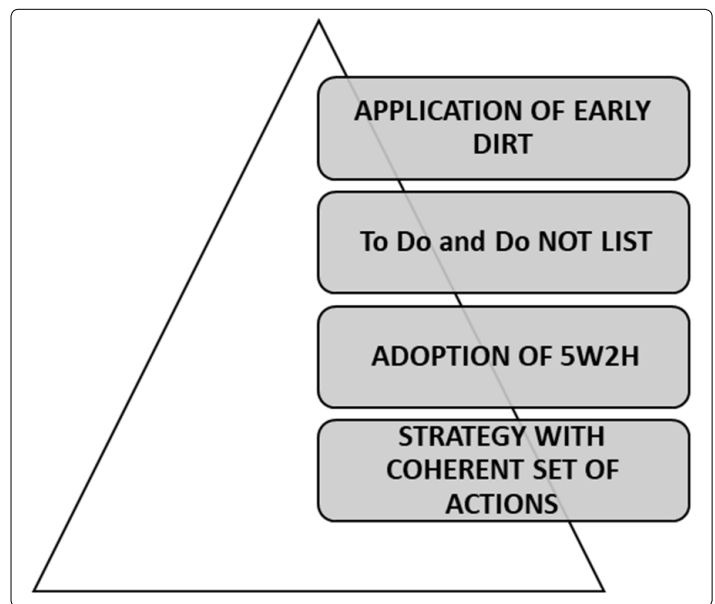 APPLICATION OF EARLY
DIRT
To Do and Do NOT LIST
ADOPTION OF 5W2H
STRATEGY WITH
COHERENT SET OF
ACTIONS